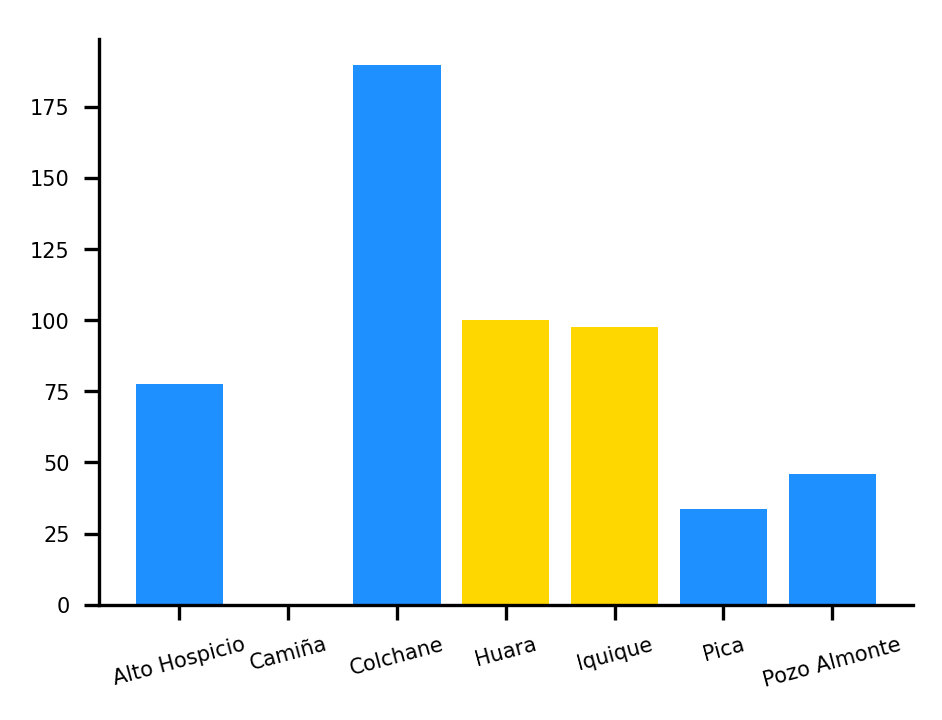 175
150
125
100
75
50
25
0
Alto Hospicio
Camiña
Colchane
Huara
Iquique
Pica
Pozo Almonte